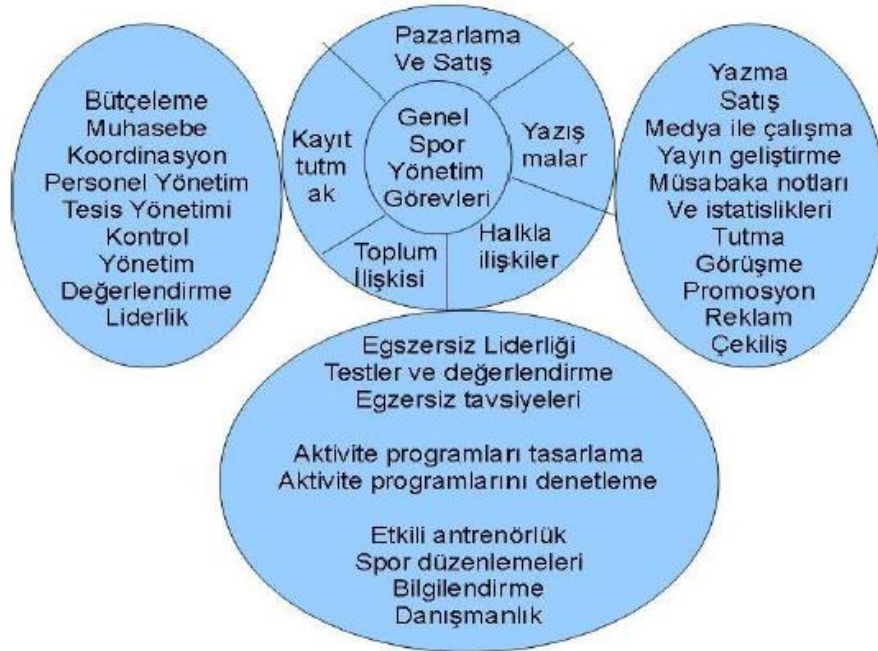 Bütçeleme
Muhasebe
Koordinasyon
Personel Yönetim
Tesis Yönetimi
Kontrol
Yönetim
Değerlendirme
Liderlik
Pazarlama
Ve Satış
Kayıt
tutm
ak
Genel
Spor
Yönetim
Görevleri
Yazış
malar
Toplum
İlişkisi
Halkla
ilişkiler
Yazma
Satış
Medya ile çalışma
Yayın geliştirme
Müsabaka notları
Ve istatislikleri
Tutma
Görüşme
Promosyon
Reklam
Çekiliş
Egszersiz Liderliği
Testler ve değerlendirme
Egzersiz tavsiyeleri
Aktivite programları tasarlama
Aktivite programlarını denetleme
Etkili antrenörlük
Spor düzenlemeleri
Bilgilendirme
Danışmanlık